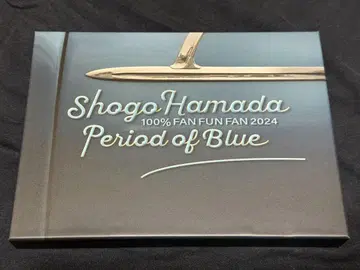 Shogo Hamada
100% FAN FUN FAN 2024
Period of Blue